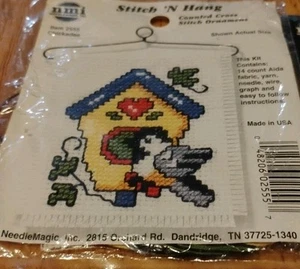 nmi
Stitch 'N Hang
Counted Cross
Stitch Ornament
Shown Actual Size
This Kit
Contains:
14 count Aida
fabric, yarn,
needle, wire,
graph and
easy to follow
instructions.
Made in USA
NeedleMagic Inc. 2815 Orchard Rd. Dandridge, TN 37725-1340